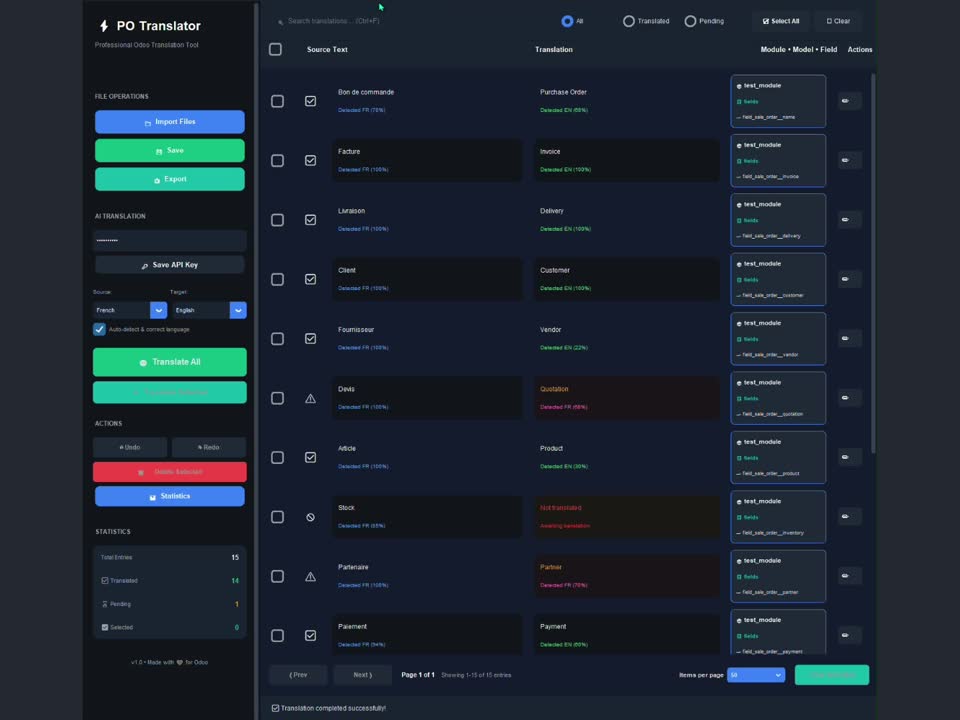 PO Translator
Professional Odoo Translation Tool
FILE OPERATIONS
Import Files
Save
Export
AI TRANSLATION
Save API Key
Source:
Target:
French
English
Auto-detect & correct language
Translate All
ACTIONS
Undo
Redo
Delete Selected
Statistics
STATISTICS
Total Entries 15
Translated 14
Pending 1
Selected 0
v1.0 • Made with for Odoo
Search translations... (Ctrl+F)
All
Translated
Pending
Select All
Clear
Source Text
Translation
Module • Model • Field
Actions
Bon de commande
Detected FR (78%)
Purchase Order
test_module
fields
field_sale_order__name
Facture
Detected FR (100%)
Invoice
Detected EN (100%)
test_module
fields
field_sale_order__invoice
Livraison
Detected FR (100%)
Delivery
Detected EN (100%)
test_module
fields
field_sale_order__delivery
Client
Detected FR (100%)
Customer
Detected EN (100%)
test_module
fields
field_sale_order__customer
Fournisseur
Detected FR (100%)
Vendor
Detected EN (22%)
test_module
fields
field_sale_order__vendor
Devis
Detected FR (100%)
Quotation
Detected FR (68%)
test_module
fields
field_sale_order__quotation
Article
Detected FR (100%)
Product
Detected EN (30%)
test_module
fields
field_sale_order__product
Stock
Detected FR (85%)
Not translated
Awaiting translation
test_module
fields
field_sale_order__inventory
Partenaire
Detected FR (100%)
Partner
Detected FR (70%)
test_module
fields
field_sale_order__partner
Paiement
Detected FR (94%)
Payment
Detected EN (60%)
test_module
fields
field_sale_order__payment
Prev
Next
Page 1 of 1
Showing 1-15 of 15 entries
Items per page
50
Translation completed successfully!